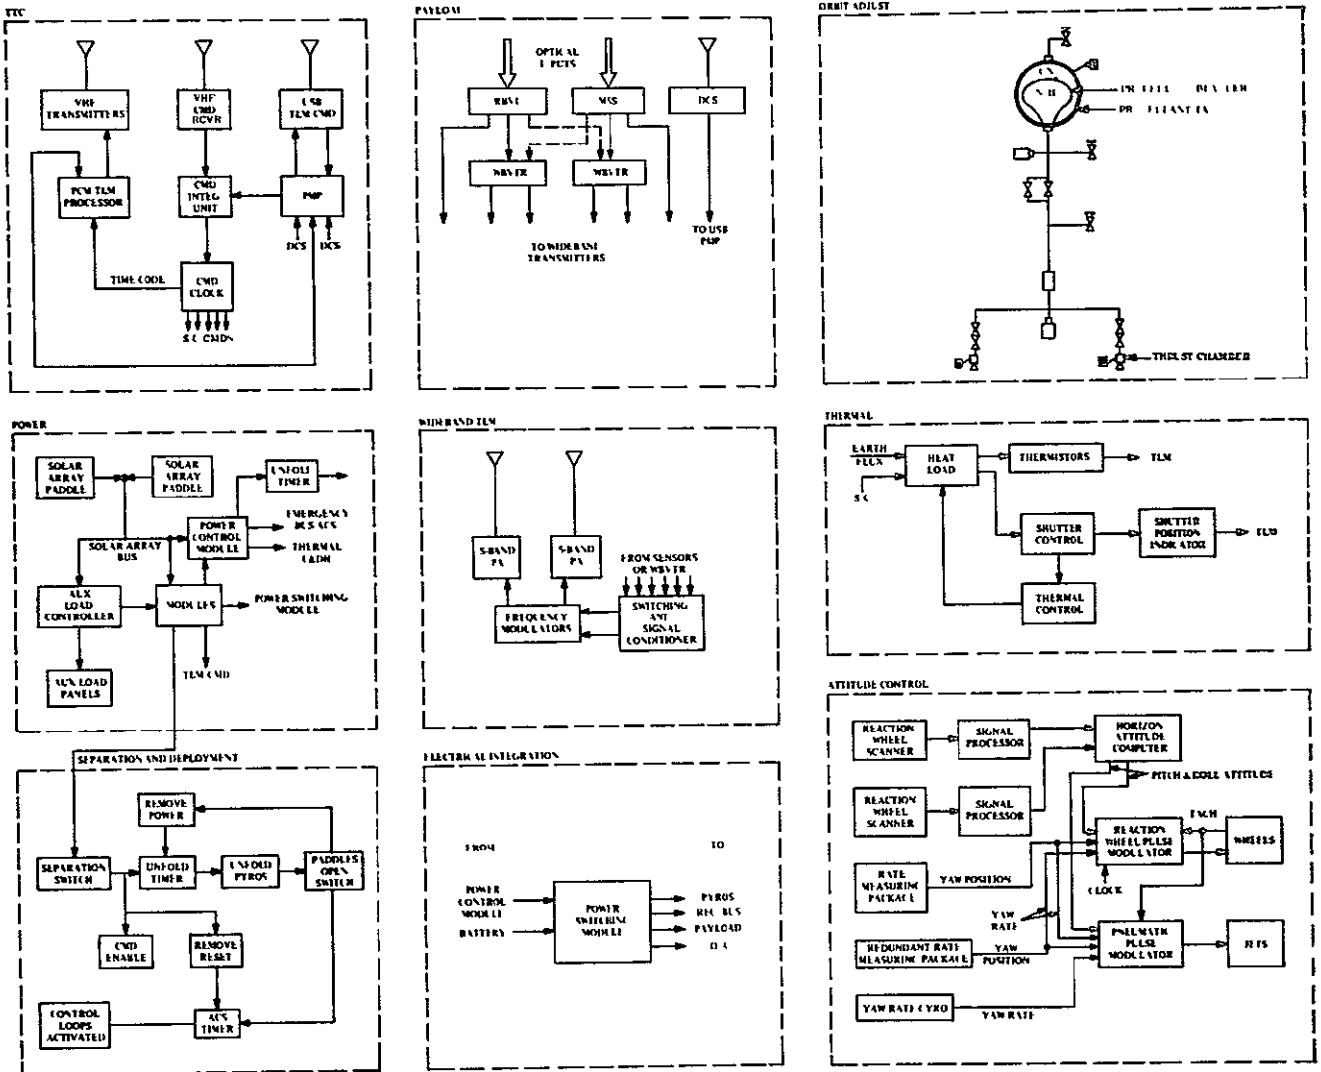 TTC
VHF
TRANSMITTERS
VHF
CMD
RCVR
USB
TLM CMD
PCM TLM
PROCESSOR
CMD
INTEG
UNIT
PMP
DCS
DCS
TIME CODE
CMD
CLOCK
CMDS
OPTICAL
MSS
DCS
WBVTR
WBVTR
TO WIDEBAND
TRANSMITTERS
TO USB
PMP
ORBIT ADJUST
THRUST CHAMBER
POWER
SOLAR
ARRAY
PADDLE
SOLAR
ARRAY
PADDLE
UNFOLD
TIMER
SOLAR ARRAY
BUS
POWER
CONTROL
MODULE
EMERGENCY
BUS ACS
THERMAL
AUX
LOAD
CONTROLLER
MODULES
POWER SWITCHING
MODULE
AUX LOAD
PANELS
TLM CMD
WIDEBAND TLM
S-BAND
PA
S-BAND
PA
FROM SENSORS
OR WBVTR
FREQUENCY
MODULATORS
SWITCHING
SIGNAL
CONDITIONER
THERMAL
EARTH
FLUX
HEAT
LOAD
THERMISTORS
TLM
SHUTTER
CONTROL
SHUTTER
POSITION
INDICATOR
THERMAL
CONTROL
SEPARATION AND DEPLOYMENT
REMOVE
POWER
SEPARATION
SWITCH
UNFOLD
TIMER
UNFOLD
PYROS
PADDLES
OPEN
SWITCH
CMD
ENABLE
REMOVE
RESET
CONTROL
LOOPS
ACTIVATED
ACS
TIMER
ELECTRICAL INTEGRATION
FROM
TO
POWER
CONTROL
MODULE
BATTERY
POWER
SWITCHING
MODULE
PYROS
REG BUS
PAYLOAD
ATTITUDE CONTROL
REACTION
WHEEL
SCANNER
SIGNAL
PROCESSOR
HORIZON
ATTITUDE
COMPUTER
PITCH & ROLL ATTITUDE
REACTION
WHEEL
SCANNER
SIGNAL
PROCESSOR
TACH
REACTION
WHEEL PULSE
MODULATOR
WHEELS
RATE
MEASURING
PACKAGE
YAW POSITION
CLOCK
YAW
RATE
REDUNDANT RATE
MEASURING PACKAGE
YAW
POSITION
PNEUMATIC
PULSE
MODULATOR
JETS
YAW RATE GYRO
YAW RATE